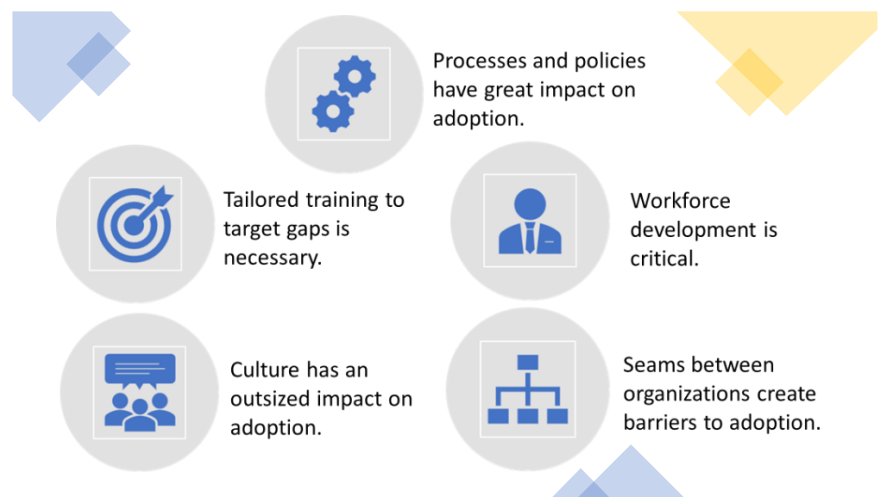 Processes and policies
have great impact on
adoption.
Tailored training to
target gaps is
necessary.
Workforce
development is
critical.
Culture has an
outsized impact on
adoption.
Seams between
organizations create
barriers to adoption.